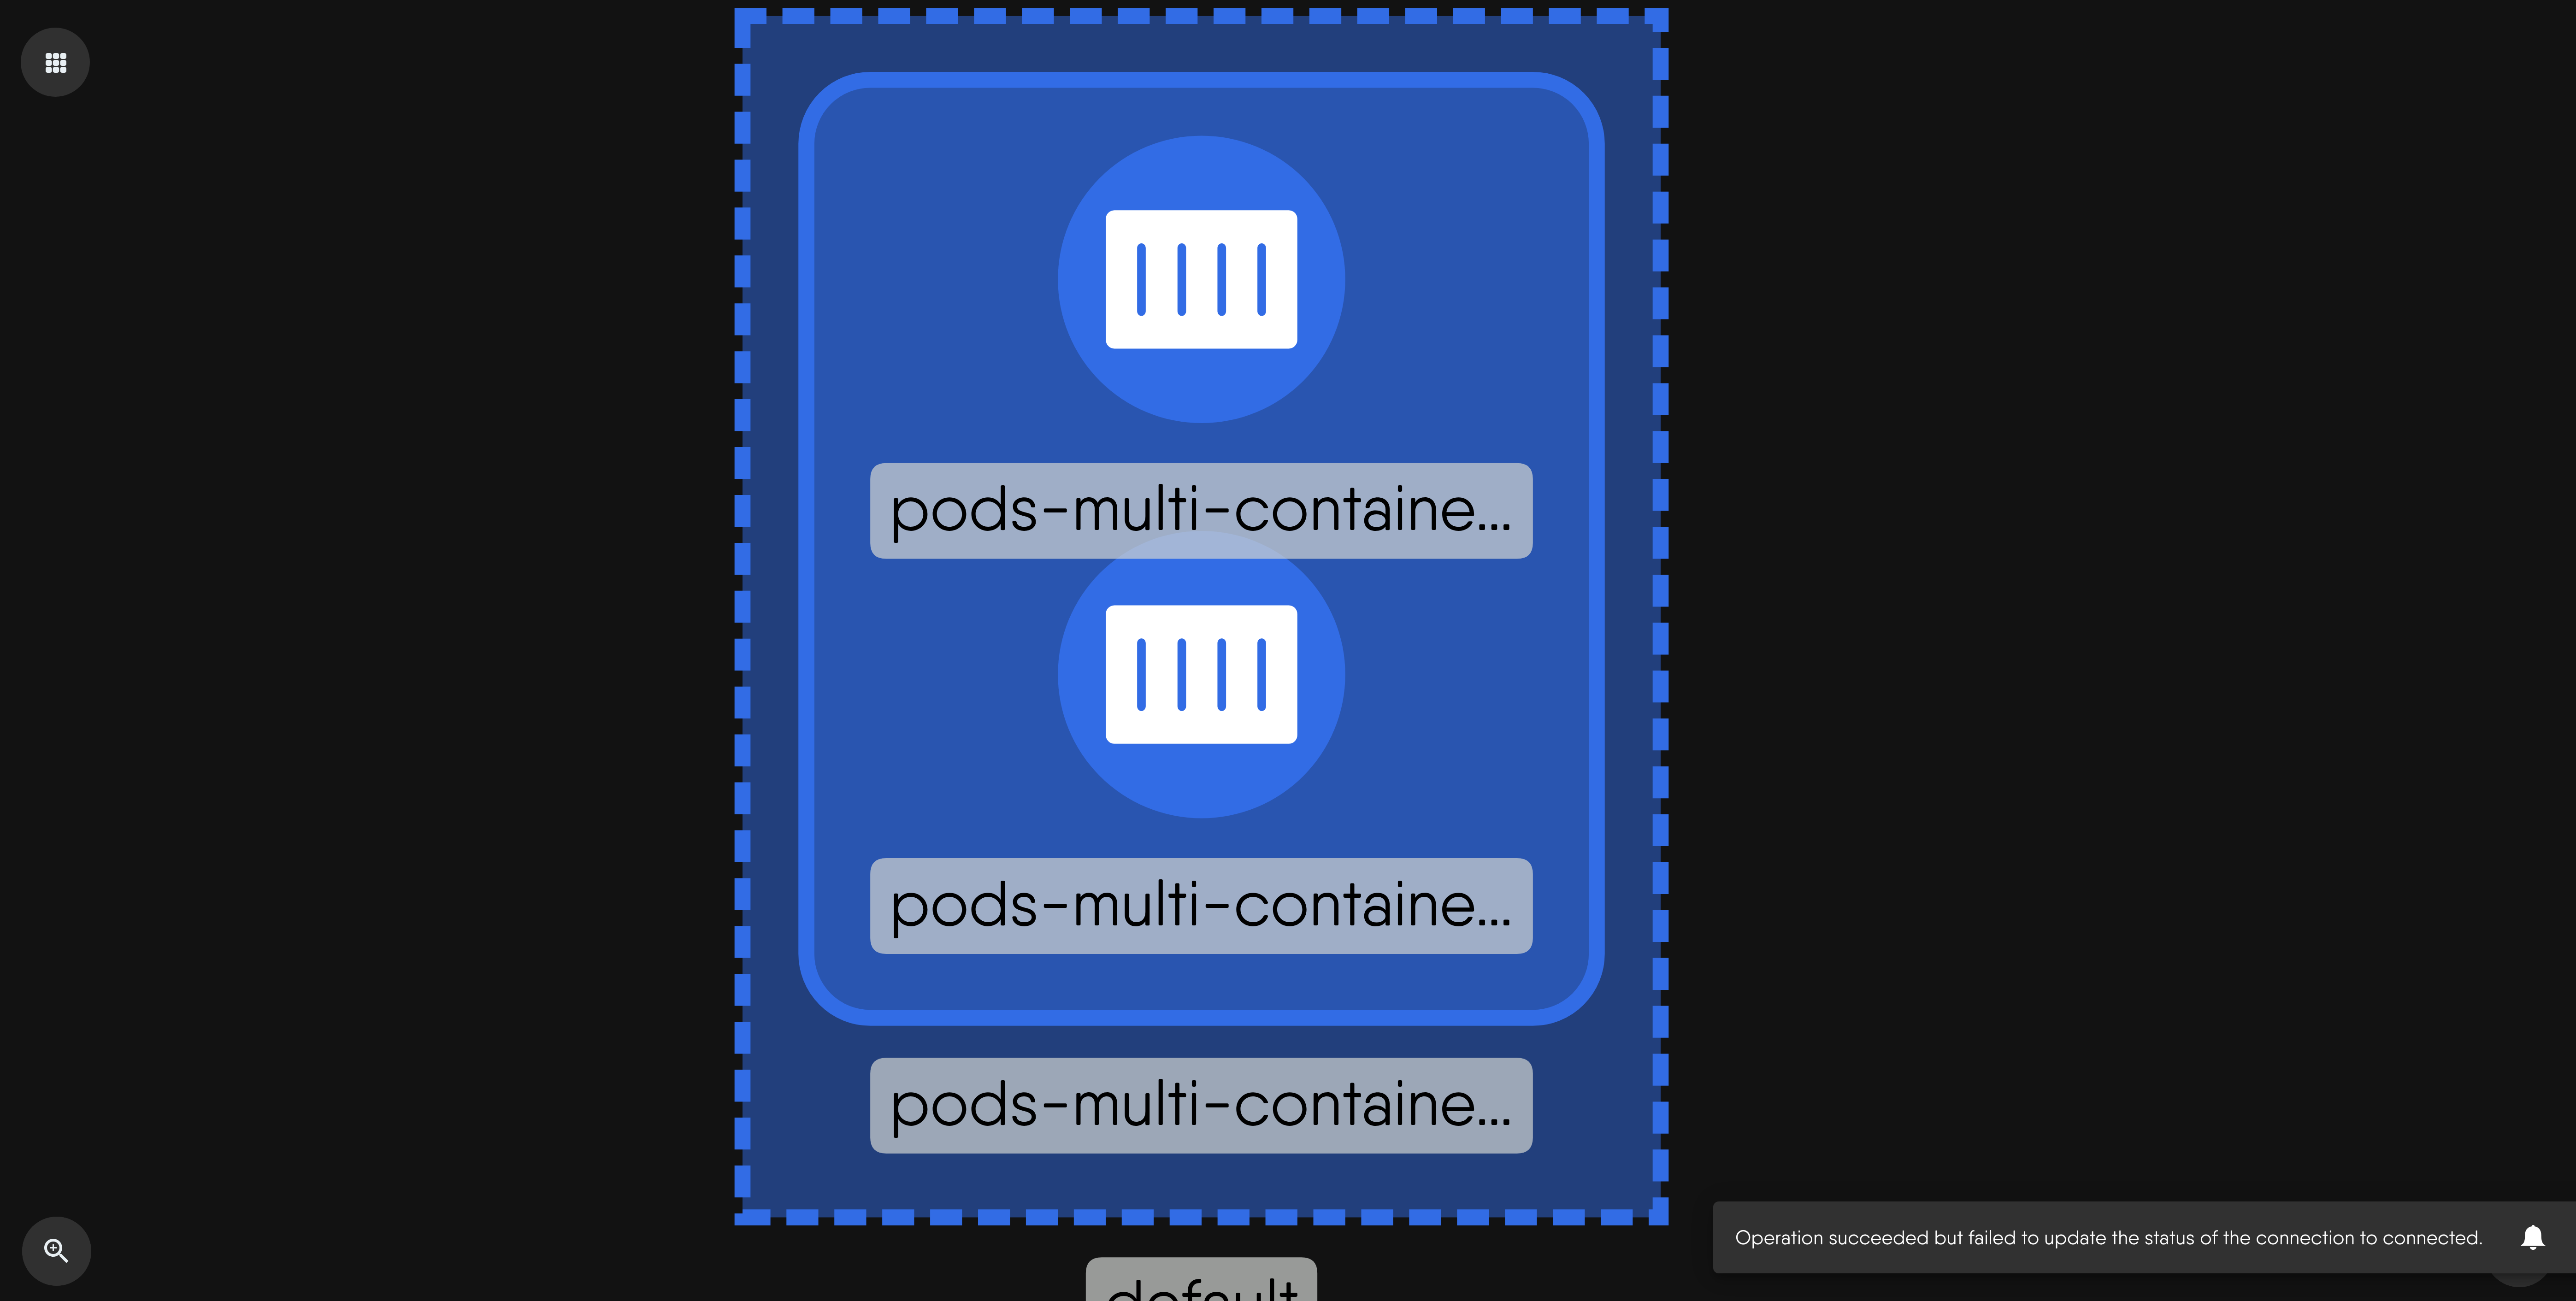 pods-multi-containe...
pods-multi-containe...
pods-multi-containe...
Operation succeeded but failed to update the status of the connection to connected.
default